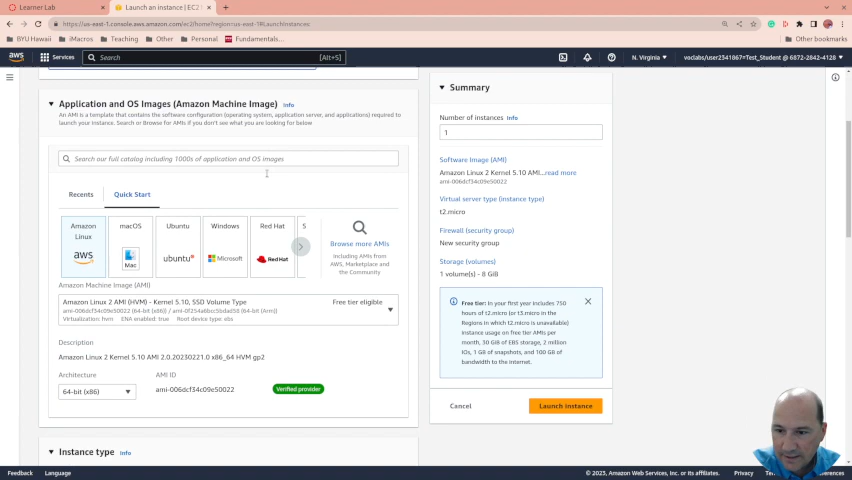 Learner Lab
Launch an instance | EC2
us-east-1.console.aws.amazon.com/ec2/home?region=us-east-1#LaunchInstances:
BYU Hawaii
iMacros
Teaching
Other
Personal
Fundamentals...
Other bookmarks
aws
Services
Search
[Alt+S]
N. Virginia
voclabs/user2341867=Test_Student @ 6872-2842-4128
Application and OS Images (Amazon Machine Image) Info
An AMI is a template that contains the software configuration (operating system, application server, and applications) required to
launch your instance. Search or Browse for AMIs if you don't see what you are looking for below
Search our full catalog including 1000s of application and OS images
Recents
Quick Start
Amazon
Linux
aws
macOS
Mac
Ubuntu
ubuntu
Windows
Microsoft
Red Hat
Red Hat
S
Browse more AMIs
Including AMIs from
AWS, Marketplace and
the Community
Amazon Machine Image (AMI)
Amazon Linux 2 AMI (HVM) - Kernel 5.10, SSD Volume Type
Free tier eligible
ami-006dcf34c09e50022 (64-bit (x86)) / ami-0f254a6bcc5bdad58 (64-bit (Arm))
Virtualization: hvm ENA enabled: true Root device type: ebs
Description
Amazon Linux 2 Kernel 5.10 AMI 2.0.20230221.0 x86_64 HVM gp2
Architecture
AMI ID
64-bit (x86)
ami-006dcf34c09e50022
Verified provider
Instance type Info
Summary
Number of instances Info
1
Software Image (AMI)
Amazon Linux 2 Kernel 5.10 AMI...read more
ami-006dcf34c09e50022
Virtual server type (instance type)
t2.micro
Firewall (security group)
New security group
Storage (volumes)
1 volume(s) - 8 GiB
Free tier: In your first year includes 750
hours of t2.micro (or t3.micro in the
Regions in which t2.micro is unavailable)
instance usage on free tier AMIs per
month, 30 GiB of EBS storage, 2 million
IOs, 1 GB of snapshots, and 100 GB of
bandwidth to the internet.
Cancel
Launch instance
Feedback
Language
© 2023, Amazon Web Services, Inc. or its affiliates.
Privacy